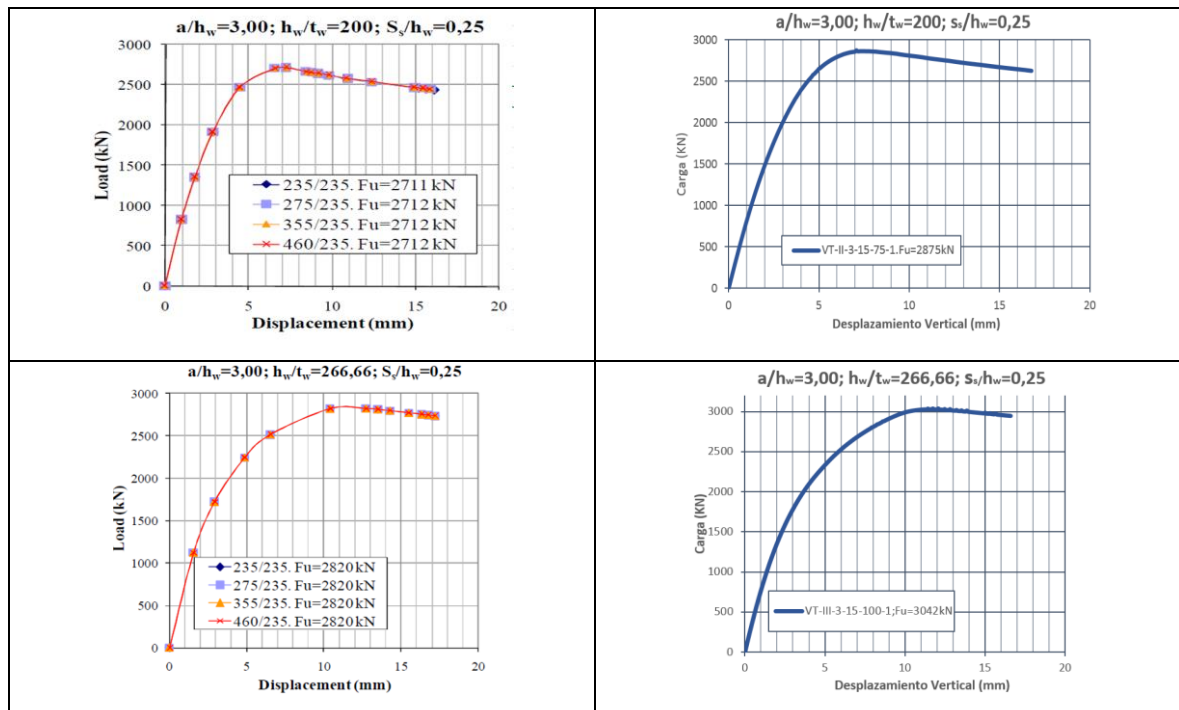 a/hw=3,00; hw/tw=200; Ss/hw=0,25
3000
2500
2000
1500
1000
500
0
Load (kN)
235/235. Fu=2711 kN
275/235. Fu=2712 kN
355/235. Fu=2712 kN
460/235. Fu=2712 kN
0 5 10 15 20
Displacement (mm)
a/hw=3,00; hw/tw=200; ss/hw=0,25
3000
2500
2000
1500
1000
500
0
Carga (KN)
VT-II-3-15-75-1.Fu=2875kN
0 5 10 15 20
Desplazamiento Vertical (mm)
a/hw=3,00; hw/tw=266,66; Ss/hw=0,25
3000
2500
2000
1500
1000
500
0
Load (kN)
235/235. Fu=2820 kN
275/235. Fu=2820 kN
355/235. Fu=2820 kN
460/235. Fu=2820 kN
0 5 10 15 20
Displacement (mm)
a/hw=3,00; hw/tw=266,66; ss/hw=0,25
3000
2500
2000
1500
1000
500
0
Carga (KN)
VT-III-3-15-100-1;Fu=3042kN
0 5 10 15 20
Desplazamiento Vertical (mm)